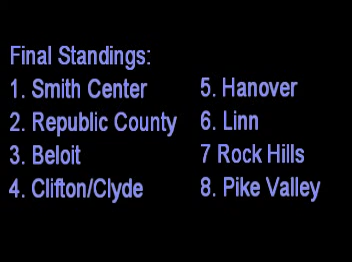 Final Standings:
1. Smith Center
2. Republic County
3. Beloit
4. Clifton/Clyde
5. Hanover
6. Linn
7 Rock Hills
8. Pike Valley